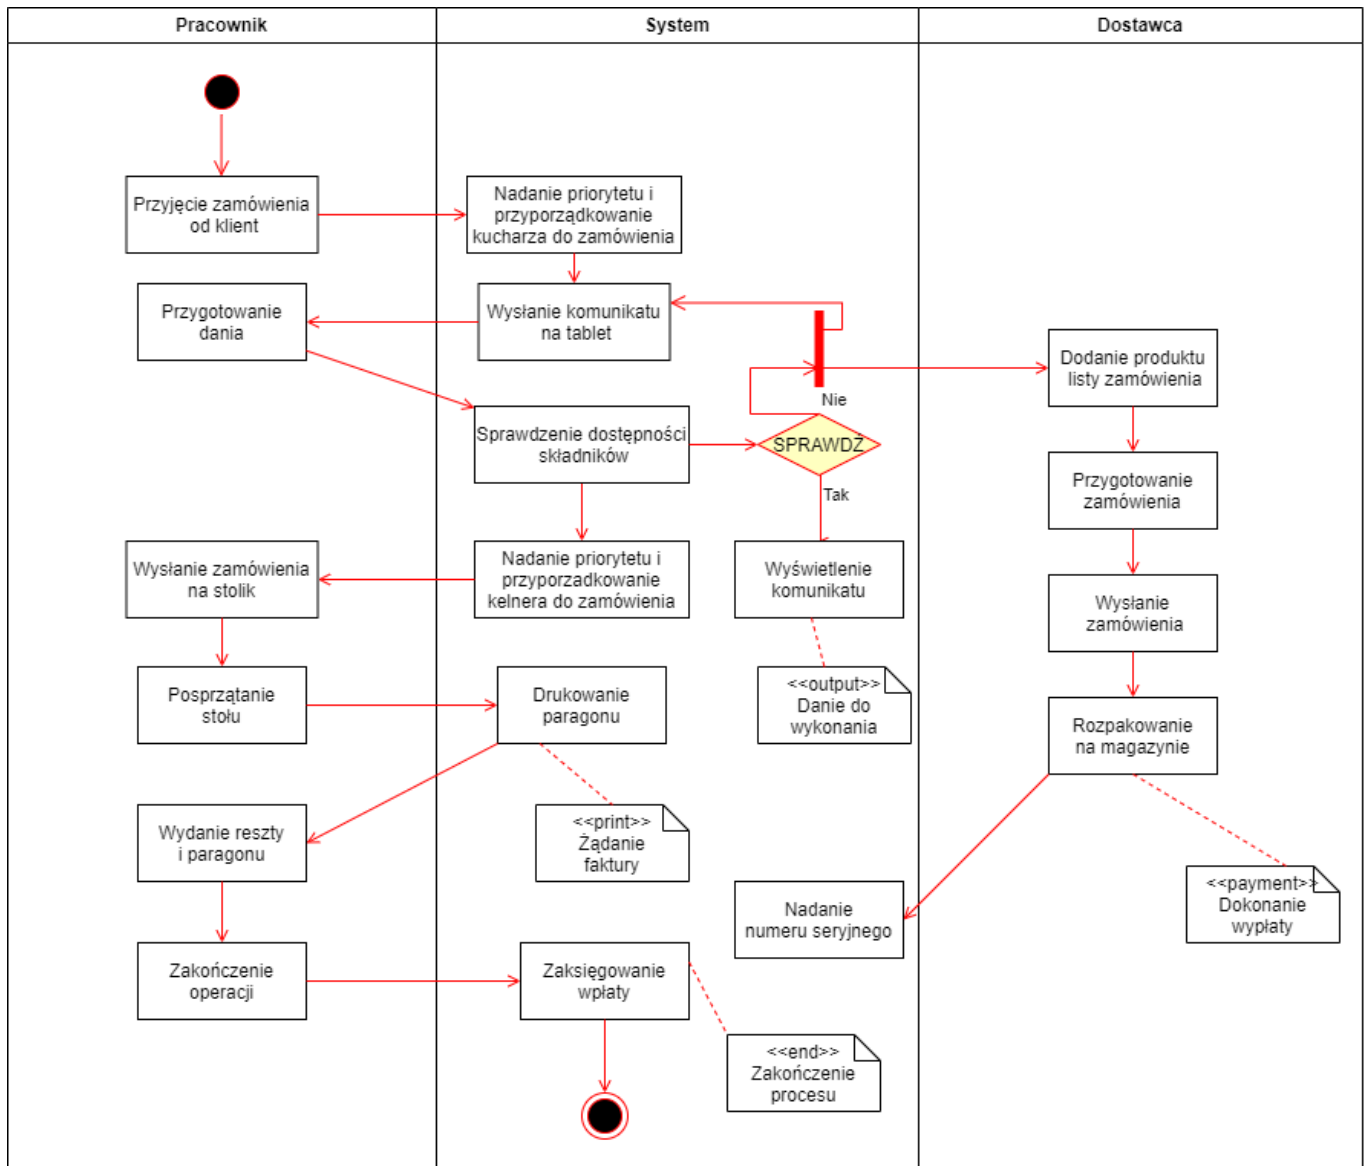 Pracownik
System
Dostawca
Przyjęcie zamówienia
od klient
Nadanie priorytetu i
przyporządkowanie
kucharza do zamówienia
Przygotowanie
dania
Wysłanie komunikatu
na tablet
Dodanie produktu
listy zamówienia
Nie
Sprawdzenie dostępności
składników
SPRAWDŹ
Tak
Przygotowanie
zamówienia
Wysłanie zamówienia
na stolik
Nadanie priorytetu i
przyporzadkowanie
kelnera do zamówienia
Wyświetlenie
komunikatu
Wysłanie
zamówienia
Posprzątanie
stołu
Drukowanie
paragonu
<<output>>
Danie do
wykonania
Rozpakowanie
na magazynie
Wydanie reszty
i paragonu
<<print>>
Żądanie
faktury
Nadanie
numeru seryjnego
<<payment>>
Dokonanie
wypłaty
Zakończenie
operacji
Zaksięgowanie
wpłaty
<<end>>
Zakończenie
procesu